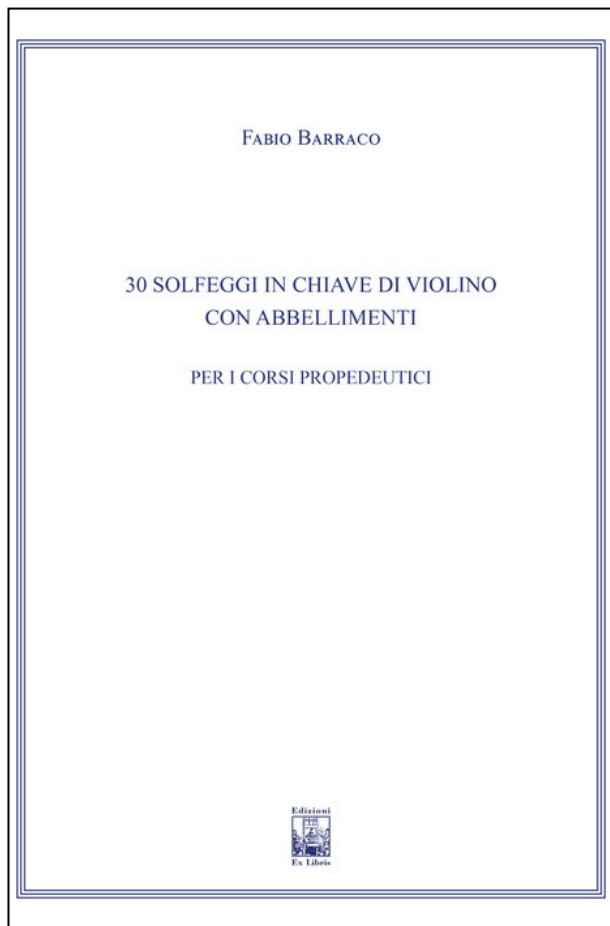 FABIO BARRACO
30 SOLFEGGI IN CHIAVE DI VIOLINO
CON ABBELLIMENTI
PER I CORSI PROPEDEUTICI
Edizioni
Ex Libris